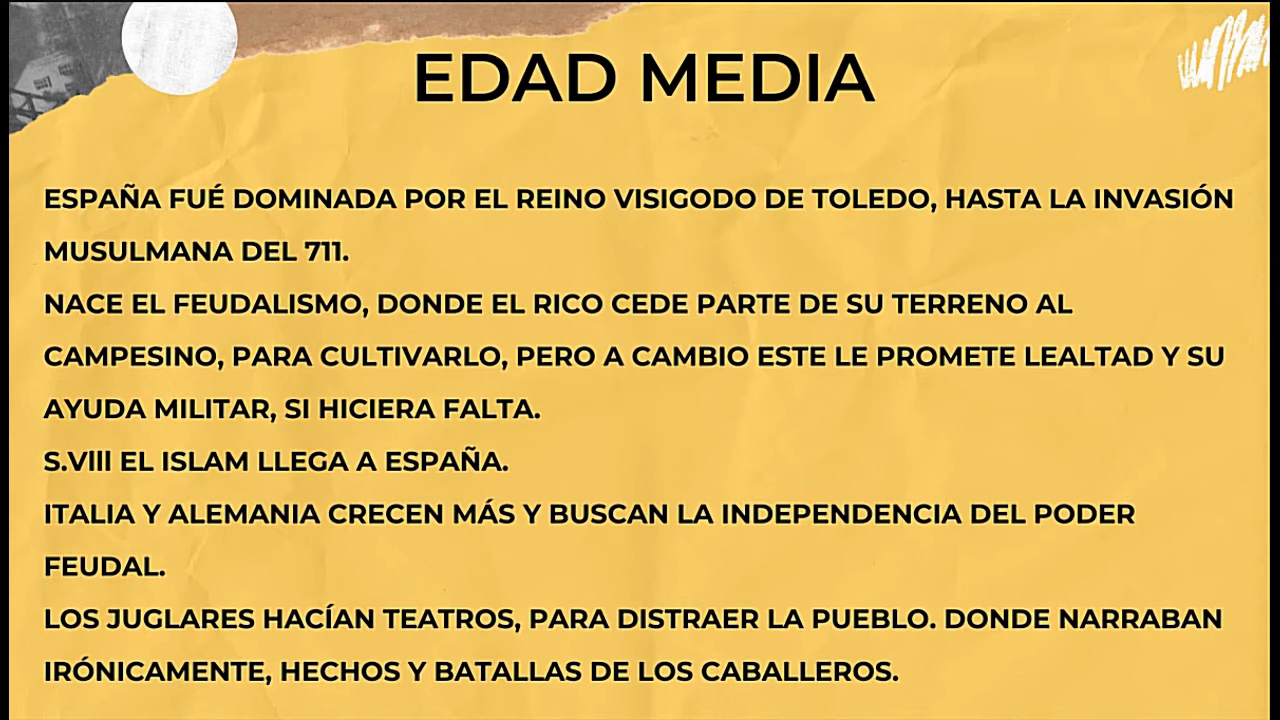 EDAD MEDIA
ESPAÑA FUÉ DOMINADA POR EL REINO VISIGODO DE TOLEDO, HASTA LA INVASIÓN
MUSULMANA DEL 711.
NACE EL FEUDALISMO, DONDE EL RICO CEDE PARTE DE SU TERRENO AL
CAMPESINO, PARA CULTIVARLO, PERO A CAMBIO ESTE LE PROMETE LEALTAD Y SU
AYUDA MILITAR, SI HICIERA FALTA.
S.Vlll EL ISLAM LLEGA A ESPAÑA.
ITALIA Y ALEMANIA CRECEN MÁS Y BUSCAN LA INDEPENDENCIA DEL PODER
FEUDAL.
LOS JUGLARES HACÍAN TEATROS, PARA DISTRAER LA PUEBLO. DONDE NARRABAN
IRÓNICAMENTE, HECHOS Y BATALLAS DE LOS CABALLEROS.